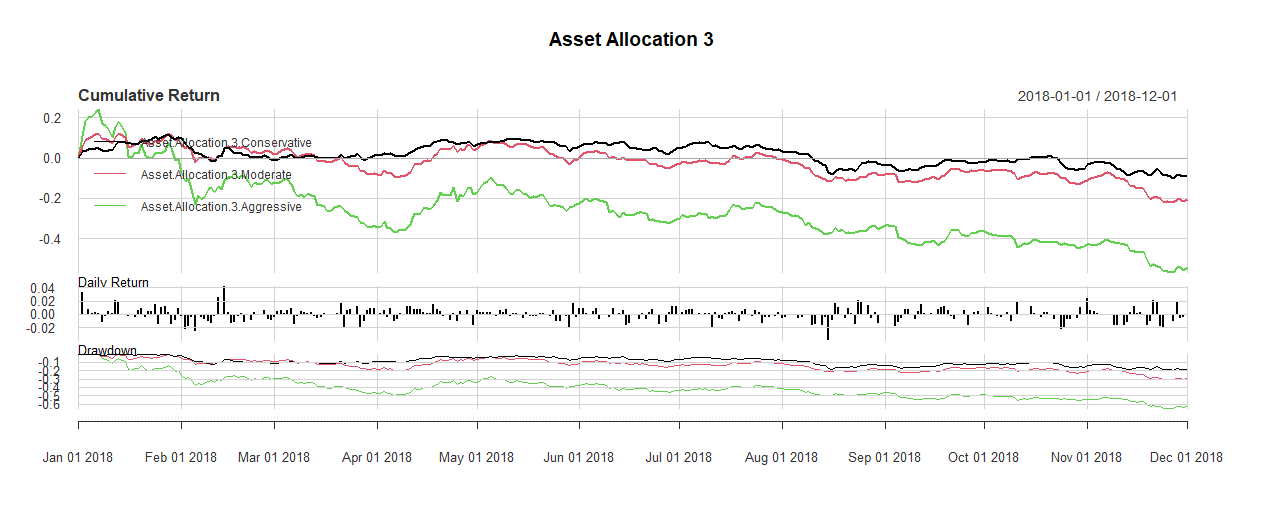 Asset Allocation 3
Cumulative Return 2018-01-01 / 2018-12-01
0.2
Asset.Allocation.3.Conservative
0.0
Asset.Allocation.3.Moderate
-0.2
Asset.Allocation.3.Aggressive
-0.4
Daily Return
0.04
0.02
0.00
-0.02
Drawdown
-0.1
-0.2
-0.3
-0.4
-0.5
-0.6
Jan 01 2018 Feb 01 2018 Mar 01 2018 Apr 01 2018 May 01 2018 Jun 01 2018 Jul 01 2018 Aug 01 2018 Sep 01 2018 Oct 01 2018 Nov 01 2018 Dec 01 2018